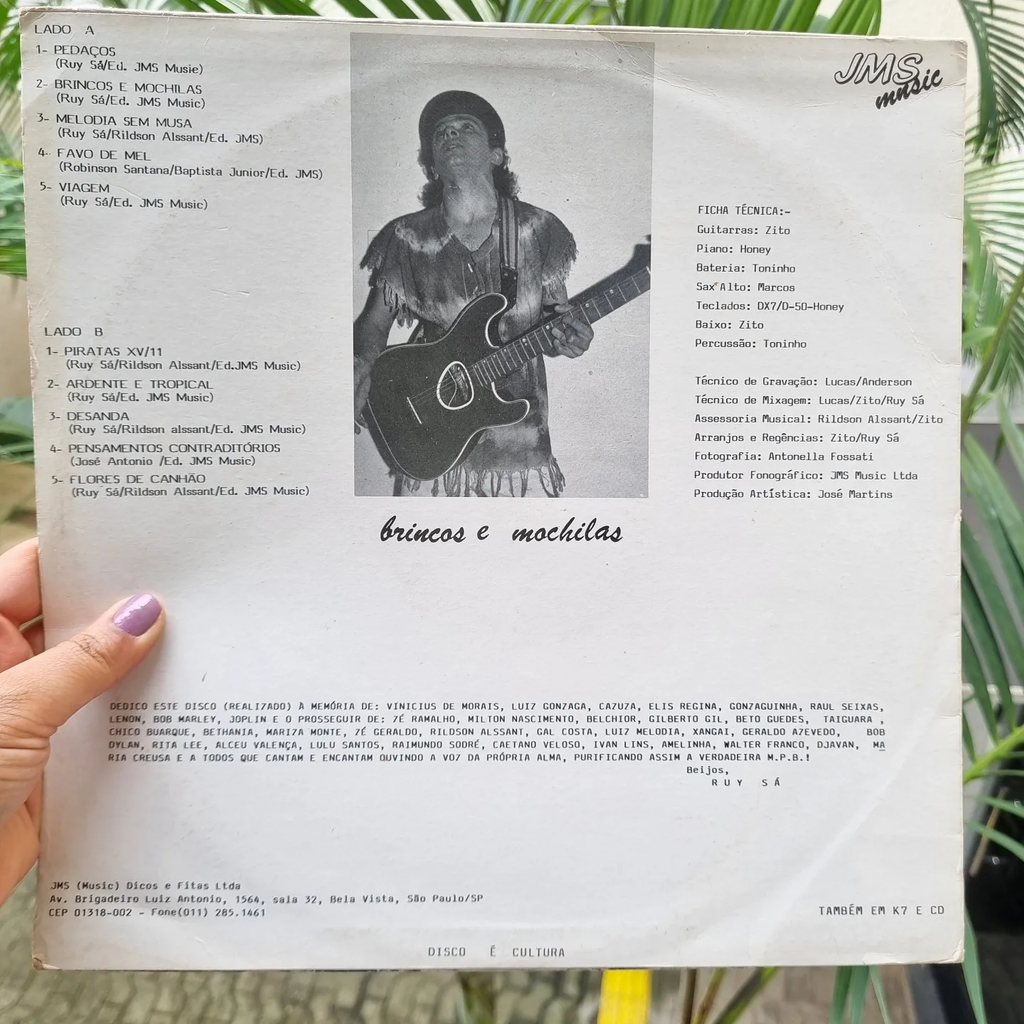 LADO A
1- PEDAÇOS
(Ruy Sá/Ed. JMS Musie)
2- BRINCOS E MOCHILAS
(Ruy Sá/Ed. JMS Music)
3- MELODIA SEM MUSA
(Ruy Sá/Rildson Alssant/Ed. JMS)
4- FAVO DE MEL
(Robinson Santana/Baptista Junior/Ed. JMS)
5- VIAGEM
(Ruy Sá/Ed. JMS Music)
LADO B
1- PIRATAS XV/11
(Ruy Sá/Rildson Alssant/Ed.JMS Music)
2- ARDENTE E TROPICAL
(Ruy Sá/Ed. JMS Music)
3- DESANDA
(Ruy sá/Rildson alssant/Ed. JMS music)
4- PENSAMENTOS CONTRADITÓRIOS
(José Antonio /Ed. JMS Music)
5- FLORES DE CANHÃO
(Ruy Sá/Rildson Alssant/Ed. JMS Music)
JMS
music
FICHA TÉCNICA:-
Guitarras: Zito
Piano: Honey
Bateria: Toninho
Sax Alto: Marcos
Teclados: DX7/D-50-Honey
Baixo: Zito
Percussão: Toninho
Técnico de Gravação: Lucas/Anderson
Técnico de Mixagem: Lucas/Zito/Ruy Sá
Assessoria Musical: Rildson Alssant/Zito
Arranjos e Regências: Zito/Ruy Sá
Fotografia: Antonella Fossati
Produtor Fonográfico: JMS Music Ltda
Produção Artística: José Martins
brincos e mochilas
DEDICO ESTE DISCO (REALIZADO) À MEMÓRIA DE: VINICIUS DE MORAIS, LUIZ GONZAGA, CAZUZA, ELIS REGINA, GONZAGUINHA, RAUL SEIXAS,
LENON, BOB MARLEY, JOPLIN E O PROSSEGUIR DE: ZÉ RAMALHO, MILTON NASCIMENTO, BELCHIOR, GILBERTO GIL, BETO GUEDES, TAIGUARA ,
CHICO BUARQUE, BETHANIA, MARIZA MONTE, ZÉ GERALDO, RILDSON ALSSANT, GAL COSTA, LUIZ MELODIA, XANGAI, GERALDO AZEVEDO, BOB
DYLAN, RITA LEE, ALCEU VALENÇA, LULU SANTOS, RAIMUNDO SODRÉ, CAETANO VELOSO, IVAN LINS, AMELINHA, WALTER FRANCO, DJAVAN, MA
RIA CREUSA E A TODOS QUE CANTAM E ENCANTAM OUVINDO A VOZ DA PRÓPRIA ALMA, PURIFICANDO ASSIM A VERDADEIRA M.P.B.!
Beijos,
R U Y S Á
JMS (Music) Dicos e Fitas Ltda
Av. Brigadeiro Luiz Antonio, 1564, sala 32, Bela Vista, São Paulo/SP
CEP 01318-002 - Fone(011) 285.1461
TAMBÉM EM K7 E CD
DISCO É CULTURA